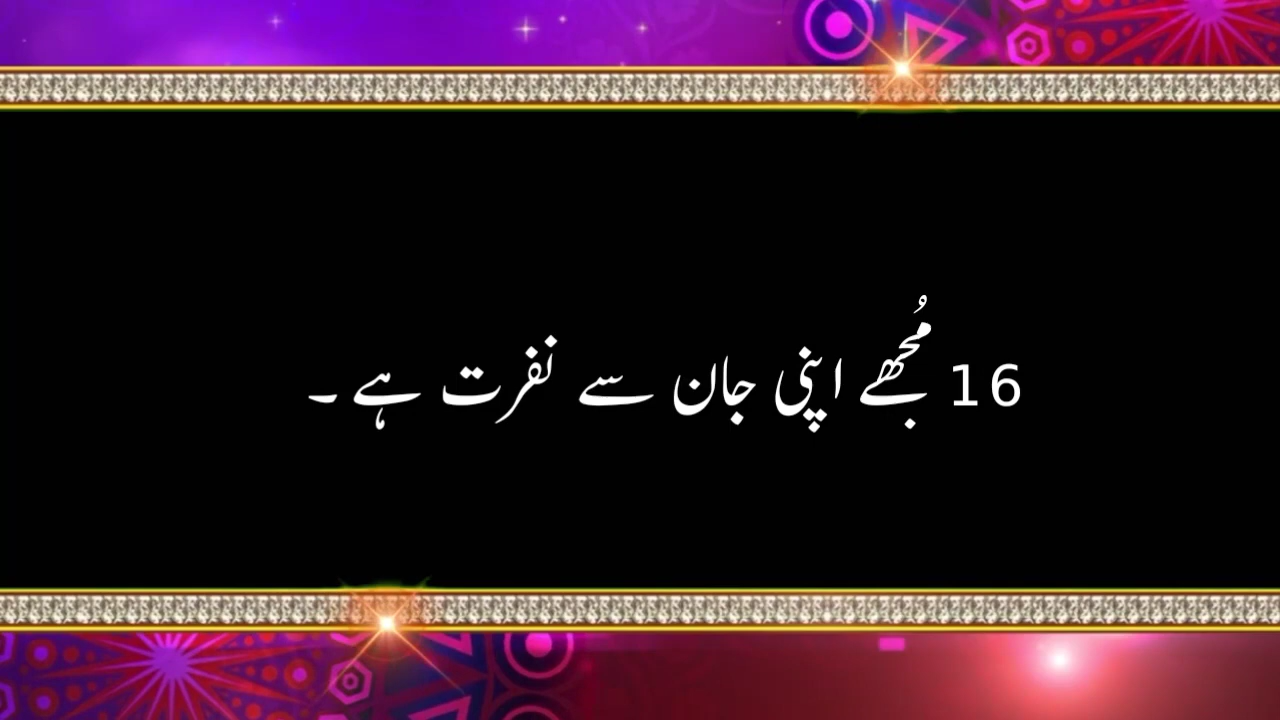 16 مُجھے اپنی جان سے نفرت ہے ۔